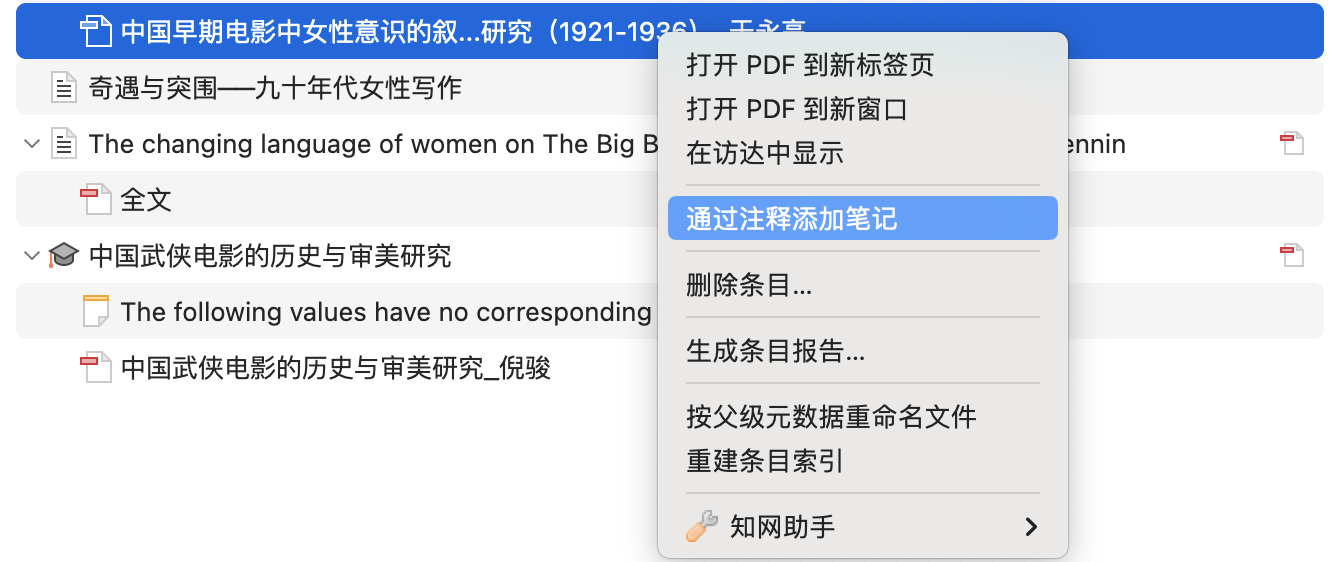 中国早期电影中女性意识的叙...研究（1921-1936）_于永亮
打开 PDF 到新标签页
奇遇与突围——九十年代女性写作
打开 PDF 到新窗口
The changing language of women on The Big B
ennin
在访达中显示
全文
通过注释添加笔记
中国武侠电影的历史与审美研究
删除条目...
The following values have no corresponding
生成条目报告...
中国武侠电影的历史与审美研究_倪骏
按父级元数据重命名文件
重建条目索引
知网助手